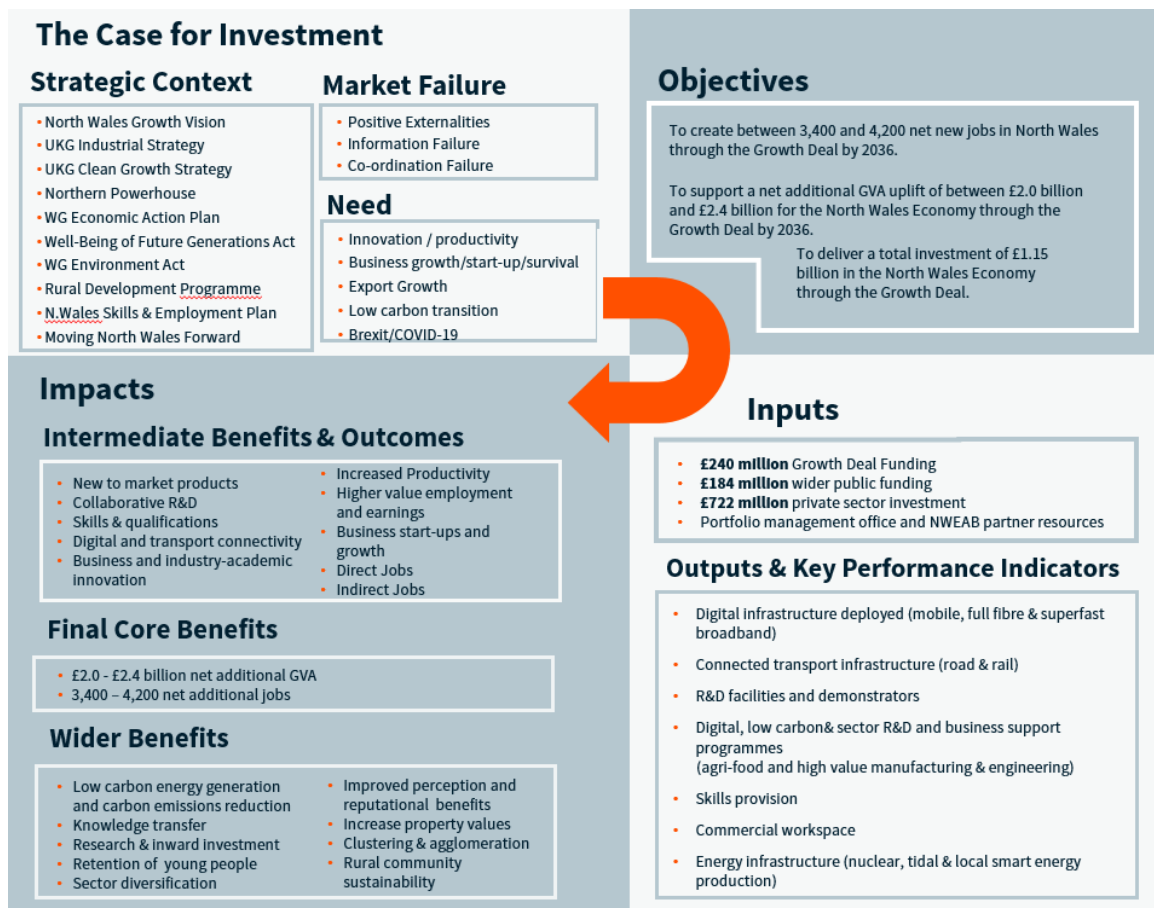 The Case for Investment
Strategic Context
• North Wales Growth Vision
• UKG Industrial Strategy
• UKG Clean Growth Strategy
• Northern Powerhouse
• WG Economic Action Plan
• Well-Being of Future Generations Act
• WG Environment Act
• Rural Development Programme
• N.Wales Skills & Employment Plan
• Moving North Wales Forward
Market Failure
• Positive Externalities
• Information Failure
• Co-ordination Failure
Need
• Innovation / productivity
• Business growth/start-up/survival
• Export Growth
• Low carbon transition
• Brexit/COVID-19
Objectives
To create between 3,400 and 4,200 net new jobs in North Wales
through the Growth Deal by 2036.
To support a net additional GVA uplift of between £2.0 billion
and £2.4 billion for the North Wales Economy through the
Growth Deal by 2036.
To deliver a total investment of £1.15
billion in the North Wales Economy
through the Growth Deal.
Inputs
• £240 million Growth Deal Funding
• £184 million wider public funding
• £722 million private sector investment
• Portfolio management office and NWEAB partner resources
Outputs & Key Performance Indicators
• Digital infrastructure deployed (mobile, full fibre & superfast
broadband)
• Connected transport infrastructure (road & rail)
• R&D facilities and demonstrators
• Digital, low carbon& sector R&D and business support
programmes
(agri-food and high value manufacturing & engineering)
• Skills provision
• Commercial workspace
• Energy infrastructure (nuclear, tidal & local smart energy
production)
Impacts
Intermediate Benefits & Outcomes
• New to market products
• Collaborative R&D
• Skills & qualifications
• Digital and transport connectivity
• Business and industry-academic
innovation
• Increased Productivity
• Higher value employment
and earnings
• Business start-ups and
growth
• Direct Jobs
• Indirect Jobs
Final Core Benefits
• £2.0 - £2.4 billion net additional GVA
• 3,400 – 4,200 net additional jobs
Wider Benefits
• Low carbon energy generation
and carbon emissions reduction
• Knowledge transfer
• Research & inward investment
• Retention of young people
• Sector diversification
• Improved perception and
reputational benefits
• Increase property values
• Clustering & agglomeration
• Rural community
sustainability